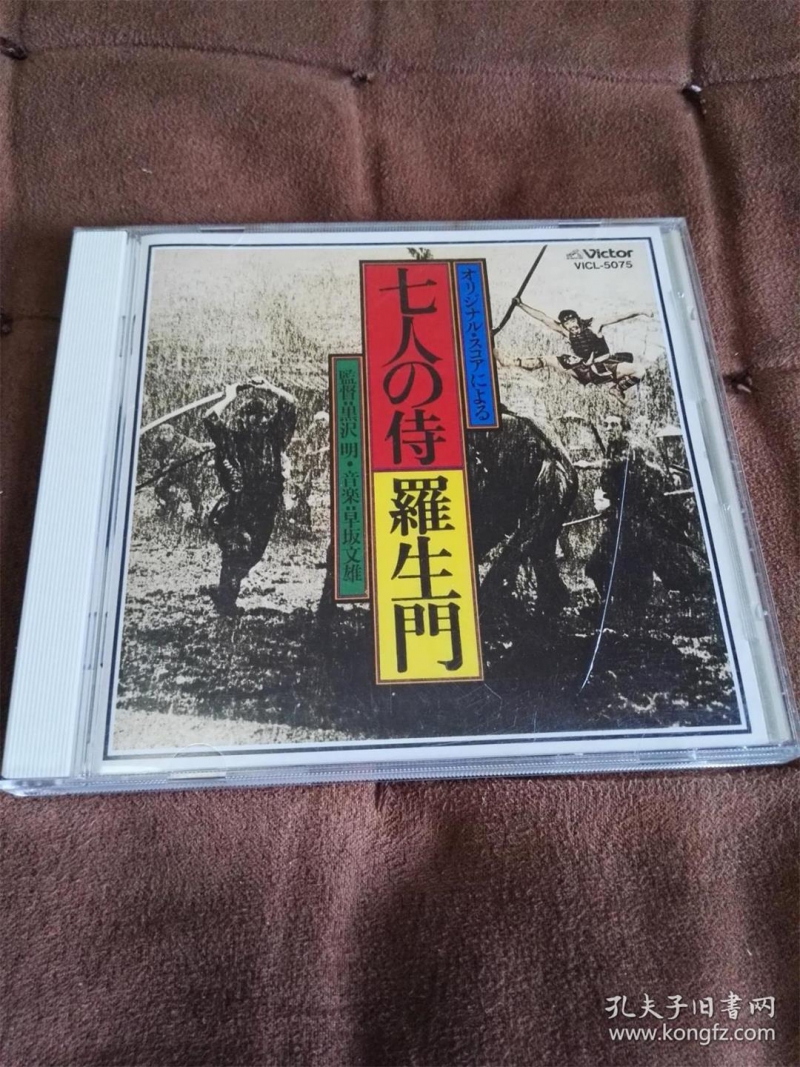 Victor
VICL-5075
オリジナル・スコアによる
七人の侍
羅生門
監督=黒沢 明・音楽=早坂文雄
孔夫子旧書网
www.kongfz.com